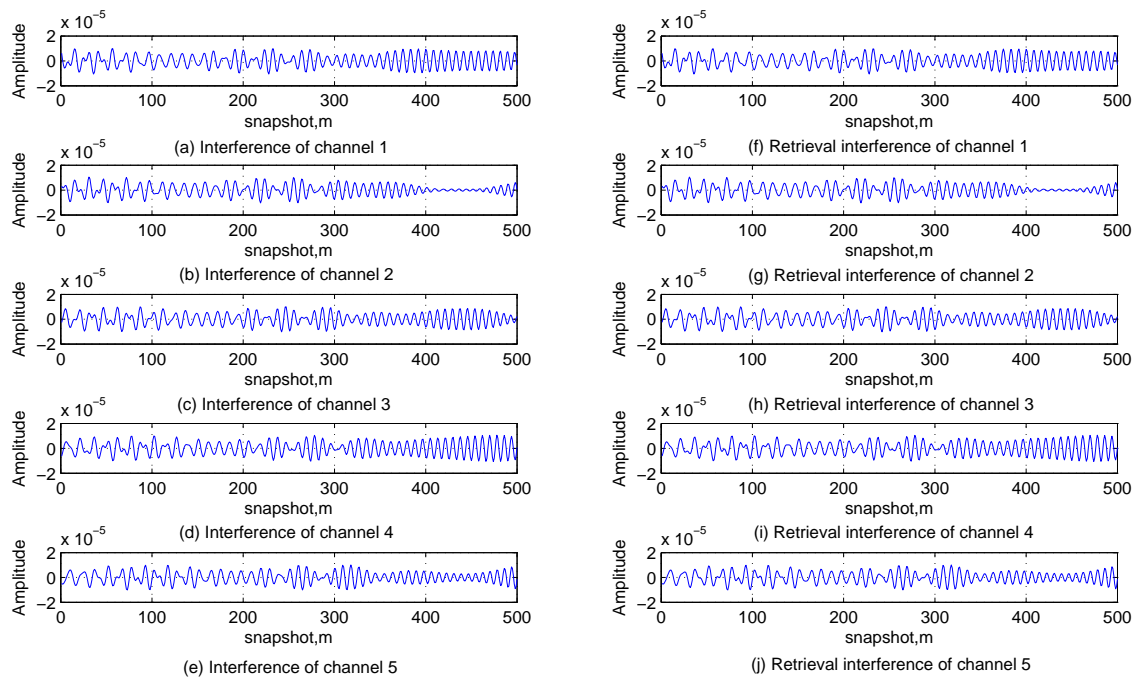 x 10⁻⁵
Amplitude
2
0
−2
0 100 200 300 400 500
snapshot,m
(a) Interference of channel 1
x 10⁻⁵
Amplitude
2
0
−2
0 100 200 300 400 500
snapshot,m
(b) Interference of channel 2
x 10⁻⁵
Amplitude
2
0
−2
0 100 200 300 400 500
snapshot,m
(c) Interference of channel 3
x 10⁻⁵
Amplitude
2
0
−2
0 100 200 300 400 500
snapshot,m
(d) Interference of channel 4
x 10⁻⁵
Amplitude
2
0
−2
0 100 200 300 400 500
snapshot,m
(e) Interference of channel 5
x 10⁻⁵
Amplitude
2
0
−2
0 100 200 300 400 500
snapshot,m
(f) Retrieval interference of channel 1
x 10⁻⁵
Amplitude
2
0
−2
0 100 200 300 400 500
snapshot,m
(g) Retrieval interference of channel 2
x 10⁻⁵
Amplitude
2
0
−2
0 100 200 300 400 500
snapshot,m
(h) Retrieval interference of channel 3
x 10⁻⁵
Amplitude
2
0
−2
0 100 200 300 400 500
snapshot,m
(i) Retrieval interference of channel 4
x 10⁻⁵
Amplitude
2
0
−2
0 100 200 300 400 500
snapshot,m
(j) Retrieval interference of channel 5